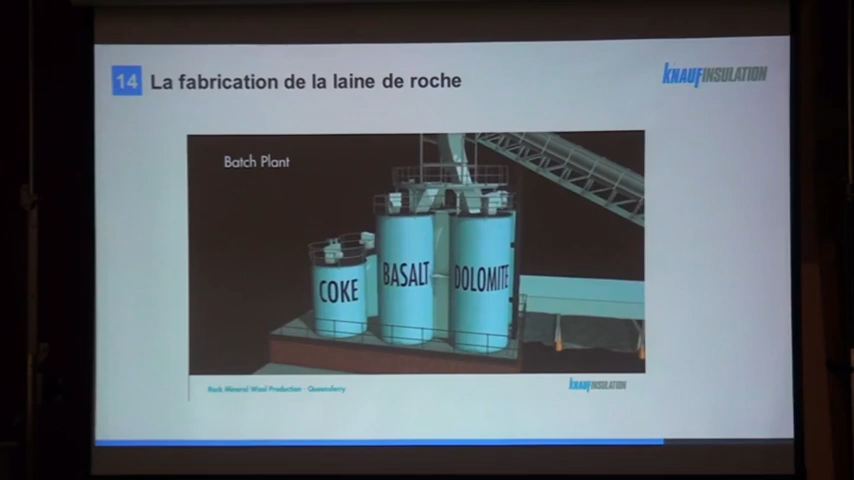 14 La fabrication de la laine de roche
KNAUFINSULATION
Batch Plant
COKE
BASALT
DOLOMITE
Rock Mineral Wool Production - Queensferry
KNAUFINSULATION